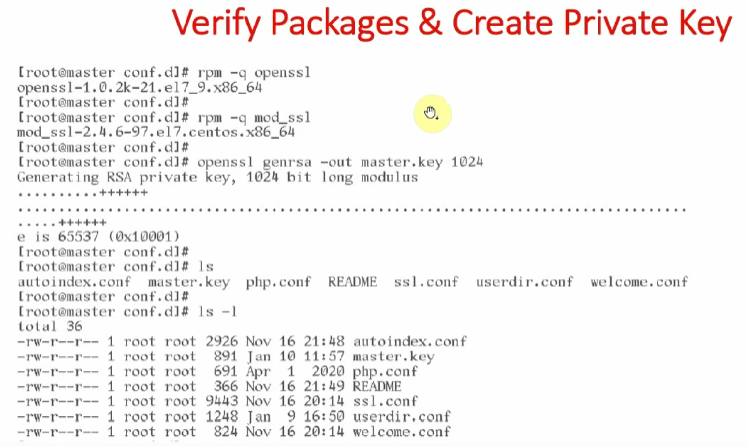 Verify Packages & Create Private Key
[root@master conf.d]# rpm -q openssl
openssl-1.0.2k-21.el7_9.x86_64
[root@master conf.d]#
[root@master conf.d]# rpm -q mod_ssl
mod_ssl-2.4.6-97.el7.centos.x86_64
[root@master conf.d]#
[root@master conf.d]# openssl genrsa -out master.key 1024
Generating RSA private key, 1024 bit long modulus
..........++++++
..................................................................................
.....++++++
e is 65537 (0x10001)
[root@master conf.d]#
[root@master conf.d]# ls
autoindex.conf  master.key  php.conf  README  ssl.conf  userdir.conf  welcome.conf
[root@master conf.d]#
[root@master conf.d]# ls -l
total 36
-rw-r--r-- 1 root root 2926 Nov 16 21:48 autoindex.conf
-rw-r--r-- 1 root root  891 Jan 10 11:57 master.key
-rw-r--r-- 1 root root  691 Apr  1  2020 php.conf
-rw-r--r-- 1 root root  366 Nov 16 21:49 README
-rw-r--r-- 1 root root 9443 Nov 16 20:14 ssl.conf
-rw-r--r-- 1 root root 1248 Jan  9 16:50 userdir.conf
-rw-r--r-- 1 root root  824 Nov 16 20:14 welcome.conf